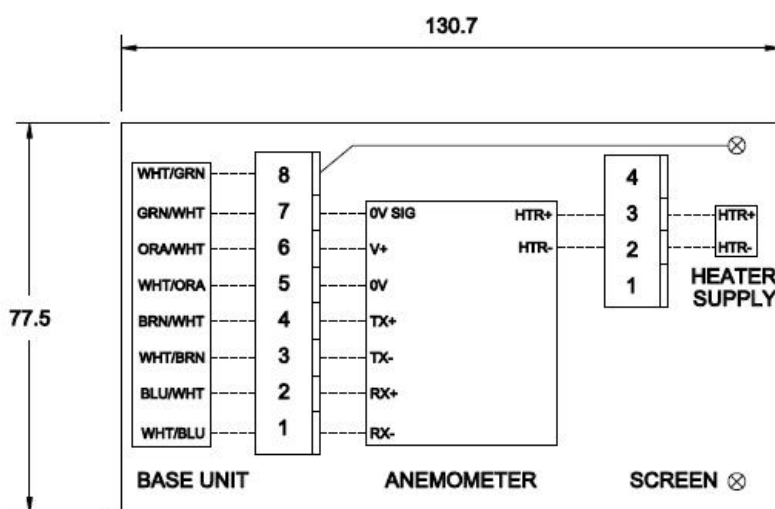 130.7
77.5
WHT/GRN 8 4
GRN/WHT 7 0V SIG HTR+ 3 HTR+
ORA/WHT 6 V+ HTR- 2 HTR-
WHT/ORA 5 0V 1 HEATER
SUPPLY
BRN/WHT 4 TX+
WHT/BRN 3 TX-
BLU/WHT 2 RX+
WHT/BLU 1 RX-
BASE UNIT ANEMOMETER SCREEN